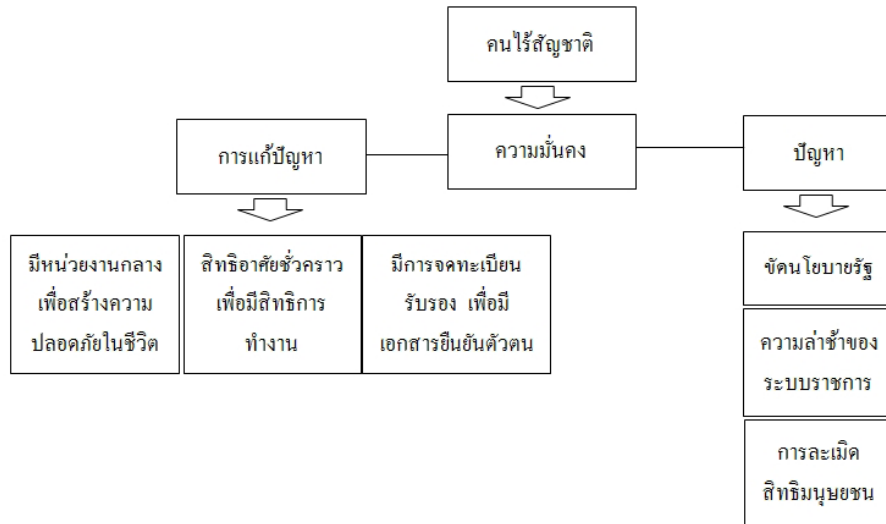 คนไร้สัญชาติ
การแก้ปัญหา
ความมั่นคง
ปัญหา
มีหน่วยงานกลาง
เพื่อสร้างความ
ปลอดภัยในชีวิต
สิทธิอาศัยชั่วคราว
เพื่อมีสิทธิการ
ทำงาน
มีการจดทะเบียน
รับรอง เพื่อมี
เอกสารยืนยันตัวตน
ขัดนโยบายรัฐ
ความล่าช้าของ
ระบบราชการ
การละเมิด
สิทธิมนุษยชน